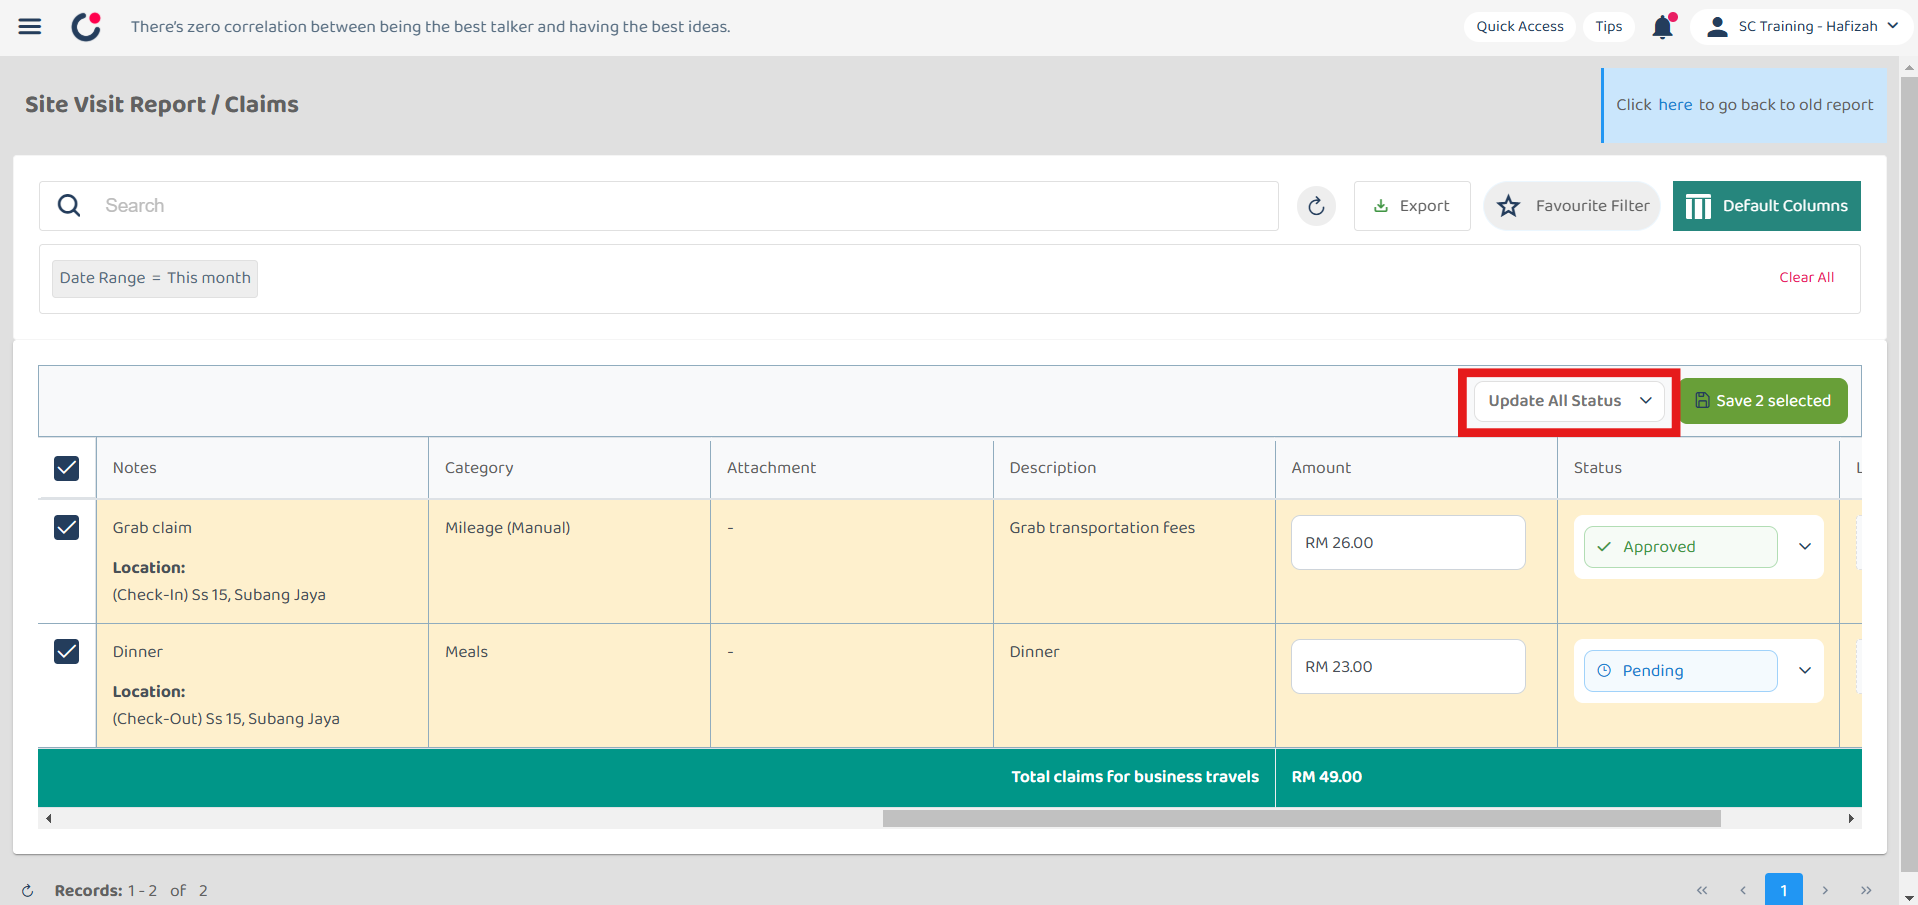 There's zero correlation between being the best talker and having the best ideas.
Quick Access
Tips
SC Training - Hafizah
Site Visit Report / Claims
Click here to go back to old report
Search
Export
Favourite Filter
Default Columns
Date Range = This month
Clear All
Update All Status
Save 2 selected
Notes
Category
Attachment
Description
Amount
Status
Grab claim
Location:
(Check-In) Ss 15, Subang Jaya
Mileage (Manual)
-
Grab transportation fees
RM 26.00
Approved
Dinner
Location:
(Check-Out) Ss 15, Subang Jaya
Meals
-
Dinner
RM 23.00
Pending
Total claims for business travels
RM 49.00
Records: 1 - 2 of 2
« ‹ 1 › »